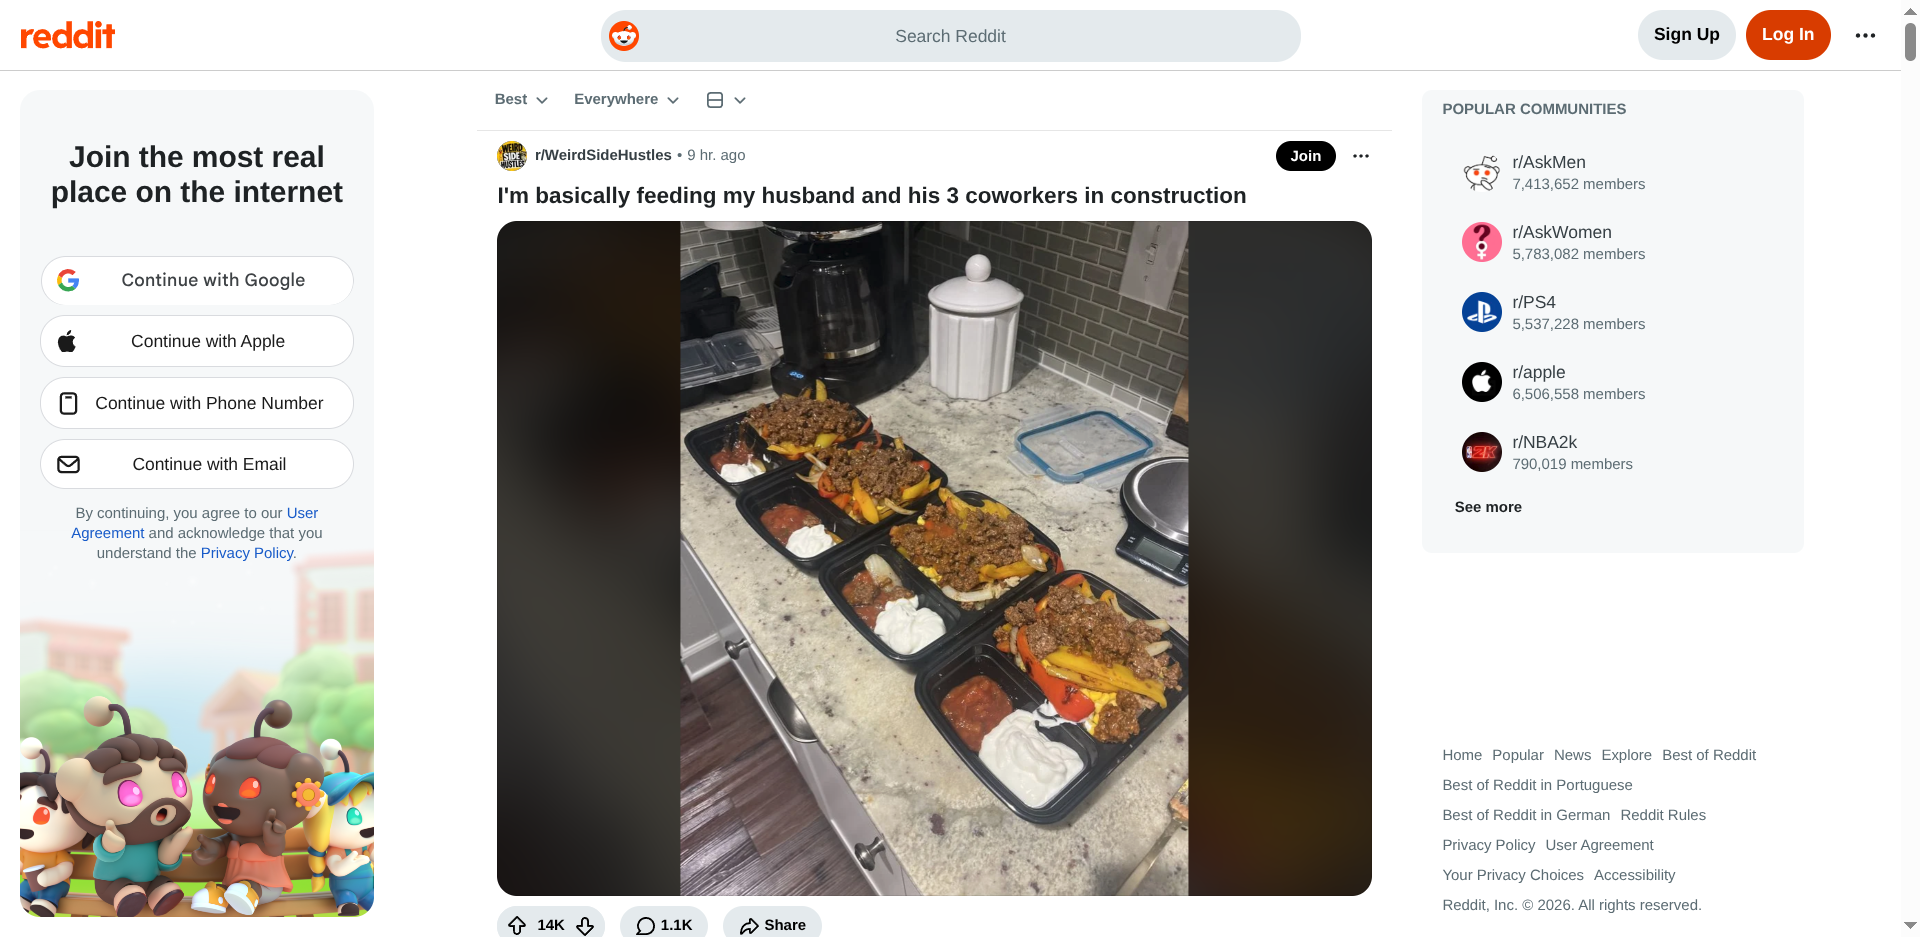 reddit
Search Reddit
Sign Up
Log In
Join the most real
place on the internet
Continue with Google
Continue with Apple
Continue with Phone Number
Continue with Email
By continuing, you agree to our User
Agreement and acknowledge that you
understand the Privacy Policy.
Best
Everywhere
WEIRD
SIDE
HUSTLES
r/WeirdSideHustles • 9 hr. ago
Join
I'm basically feeding my husband and his 3 coworkers in construction
14K
1.1K
Share
POPULAR COMMUNITIES
r/AskMen
7,413,652 members
r/AskWomen
5,783,082 members
r/PS4
5,537,228 members
r/apple
6,506,558 members
2K
r/NBA2k
790,019 members
See more
Home Popular News Explore Best of Reddit
Best of Reddit in Portuguese
Best of Reddit in German Reddit Rules
Privacy Policy User Agreement
Your Privacy Choices Accessibility
Reddit, Inc. © 2026. All rights reserved.